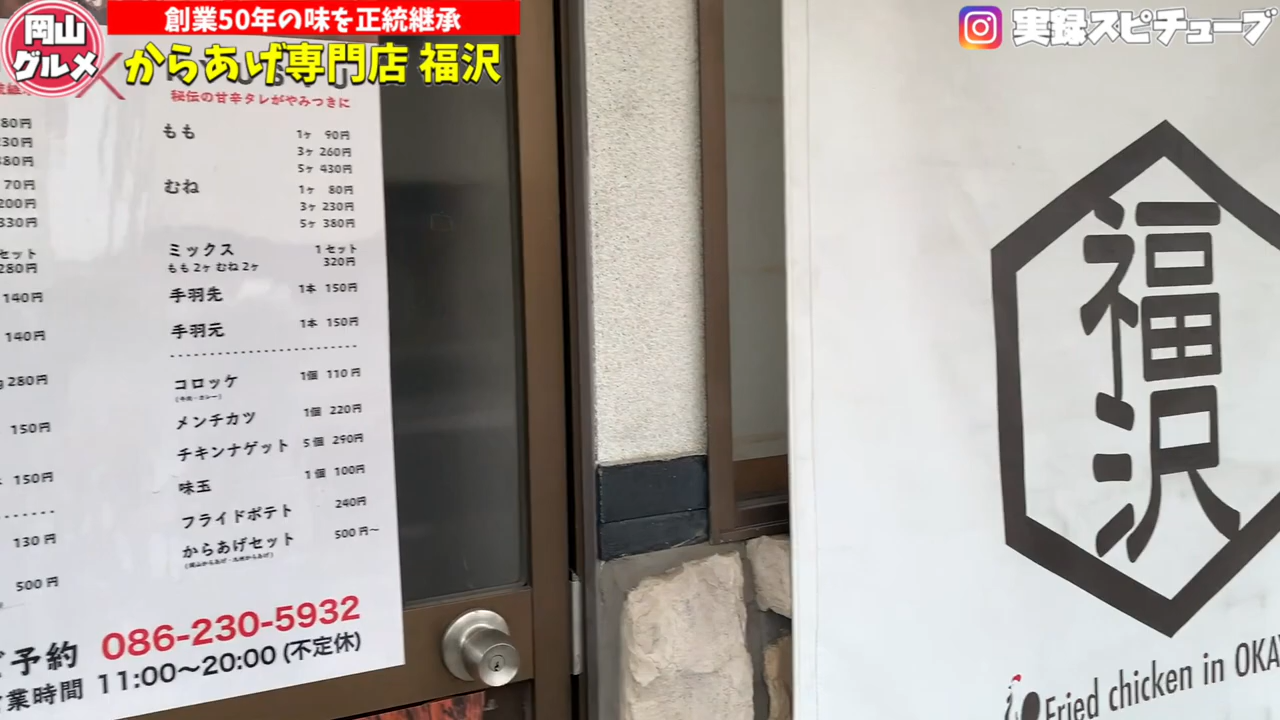 岡山
グルメ
創業50年の味を正統継承
からあげ専門店 福沢
実録スピチューブ
秘伝の甘辛タレがやみつきに
もも 1ヶ 90円
3ヶ 260円
5ヶ 430円
むね 1ヶ 80円
3ヶ 230円
5ヶ 380円
ミックス 1セット
もも2ヶ むね2ヶ 320円
手羽先 1本 150円
手羽元 1本 150円
コロッケ 1個 110円
メンチカツ 1個 220円
チキンナゲット 5個 290円
味玉 1個 100円
フライドポテト 240円
からあげセット 500円〜
80円
230円
380円
70円
200円
330円
セット
280円
140円
140円
280円
150円
150円
130円
500円
予約 086-230-5932
業時間 11:00〜20:00 (不定休)
福沢
Fried chicken in OKA